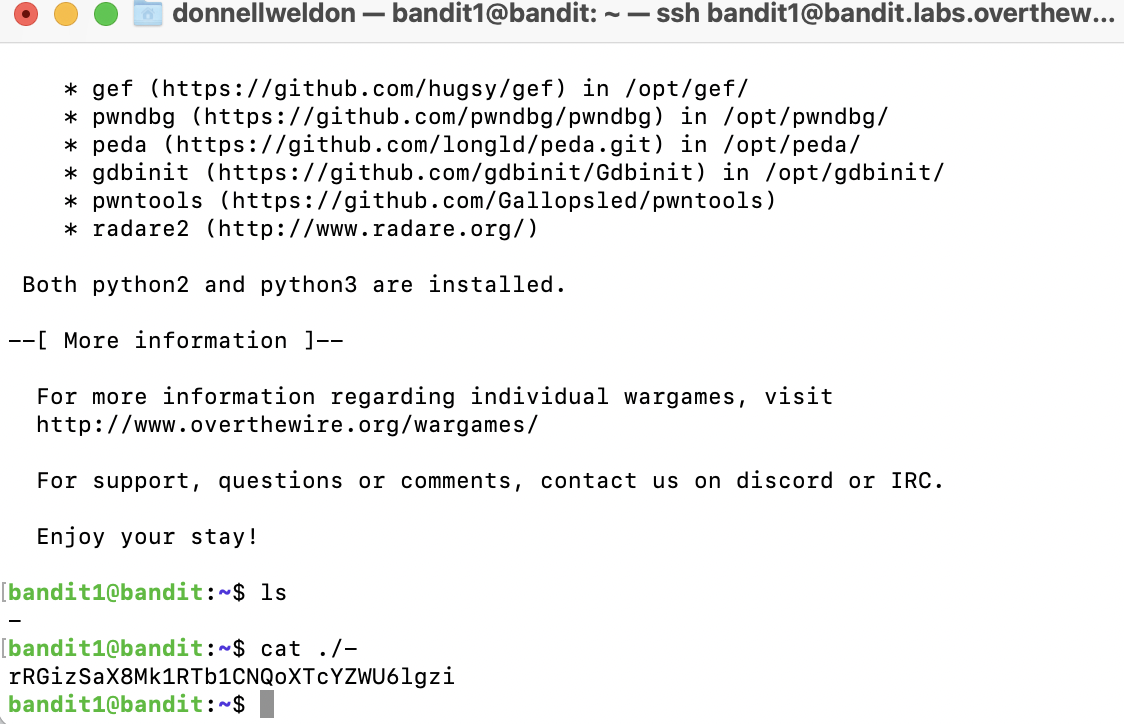 donnellweldon — bandit1@bandit: ~ — ssh bandit1@bandit.labs.overthew...
* gef (https://github.com/hugsy/gef) in /opt/gef/
* pwndbg (https://github.com/pwndbg/pwndbg) in /opt/pwndbg/
* peda (https://github.com/longld/peda.git) in /opt/peda/
* gdbinit (https://github.com/gdbinit/Gdbinit) in /opt/gdbinit/
* pwntools (https://github.com/Gallopsled/pwntools)
* radare2 (http://www.radare.org/)
Both python2 and python3 are installed.
--[ More information ]--
For more information regarding individual wargames, visit
http://www.overthewire.org/wargames/
For support, questions or comments, contact us on discord or IRC.
Enjoy your stay!
[bandit1@bandit:~$ ls
-
[bandit1@bandit:~$ cat ./-
rRGizSaX8Mk1RTb1CNQoXTcYZWU6lgzi
bandit1@bandit:~$